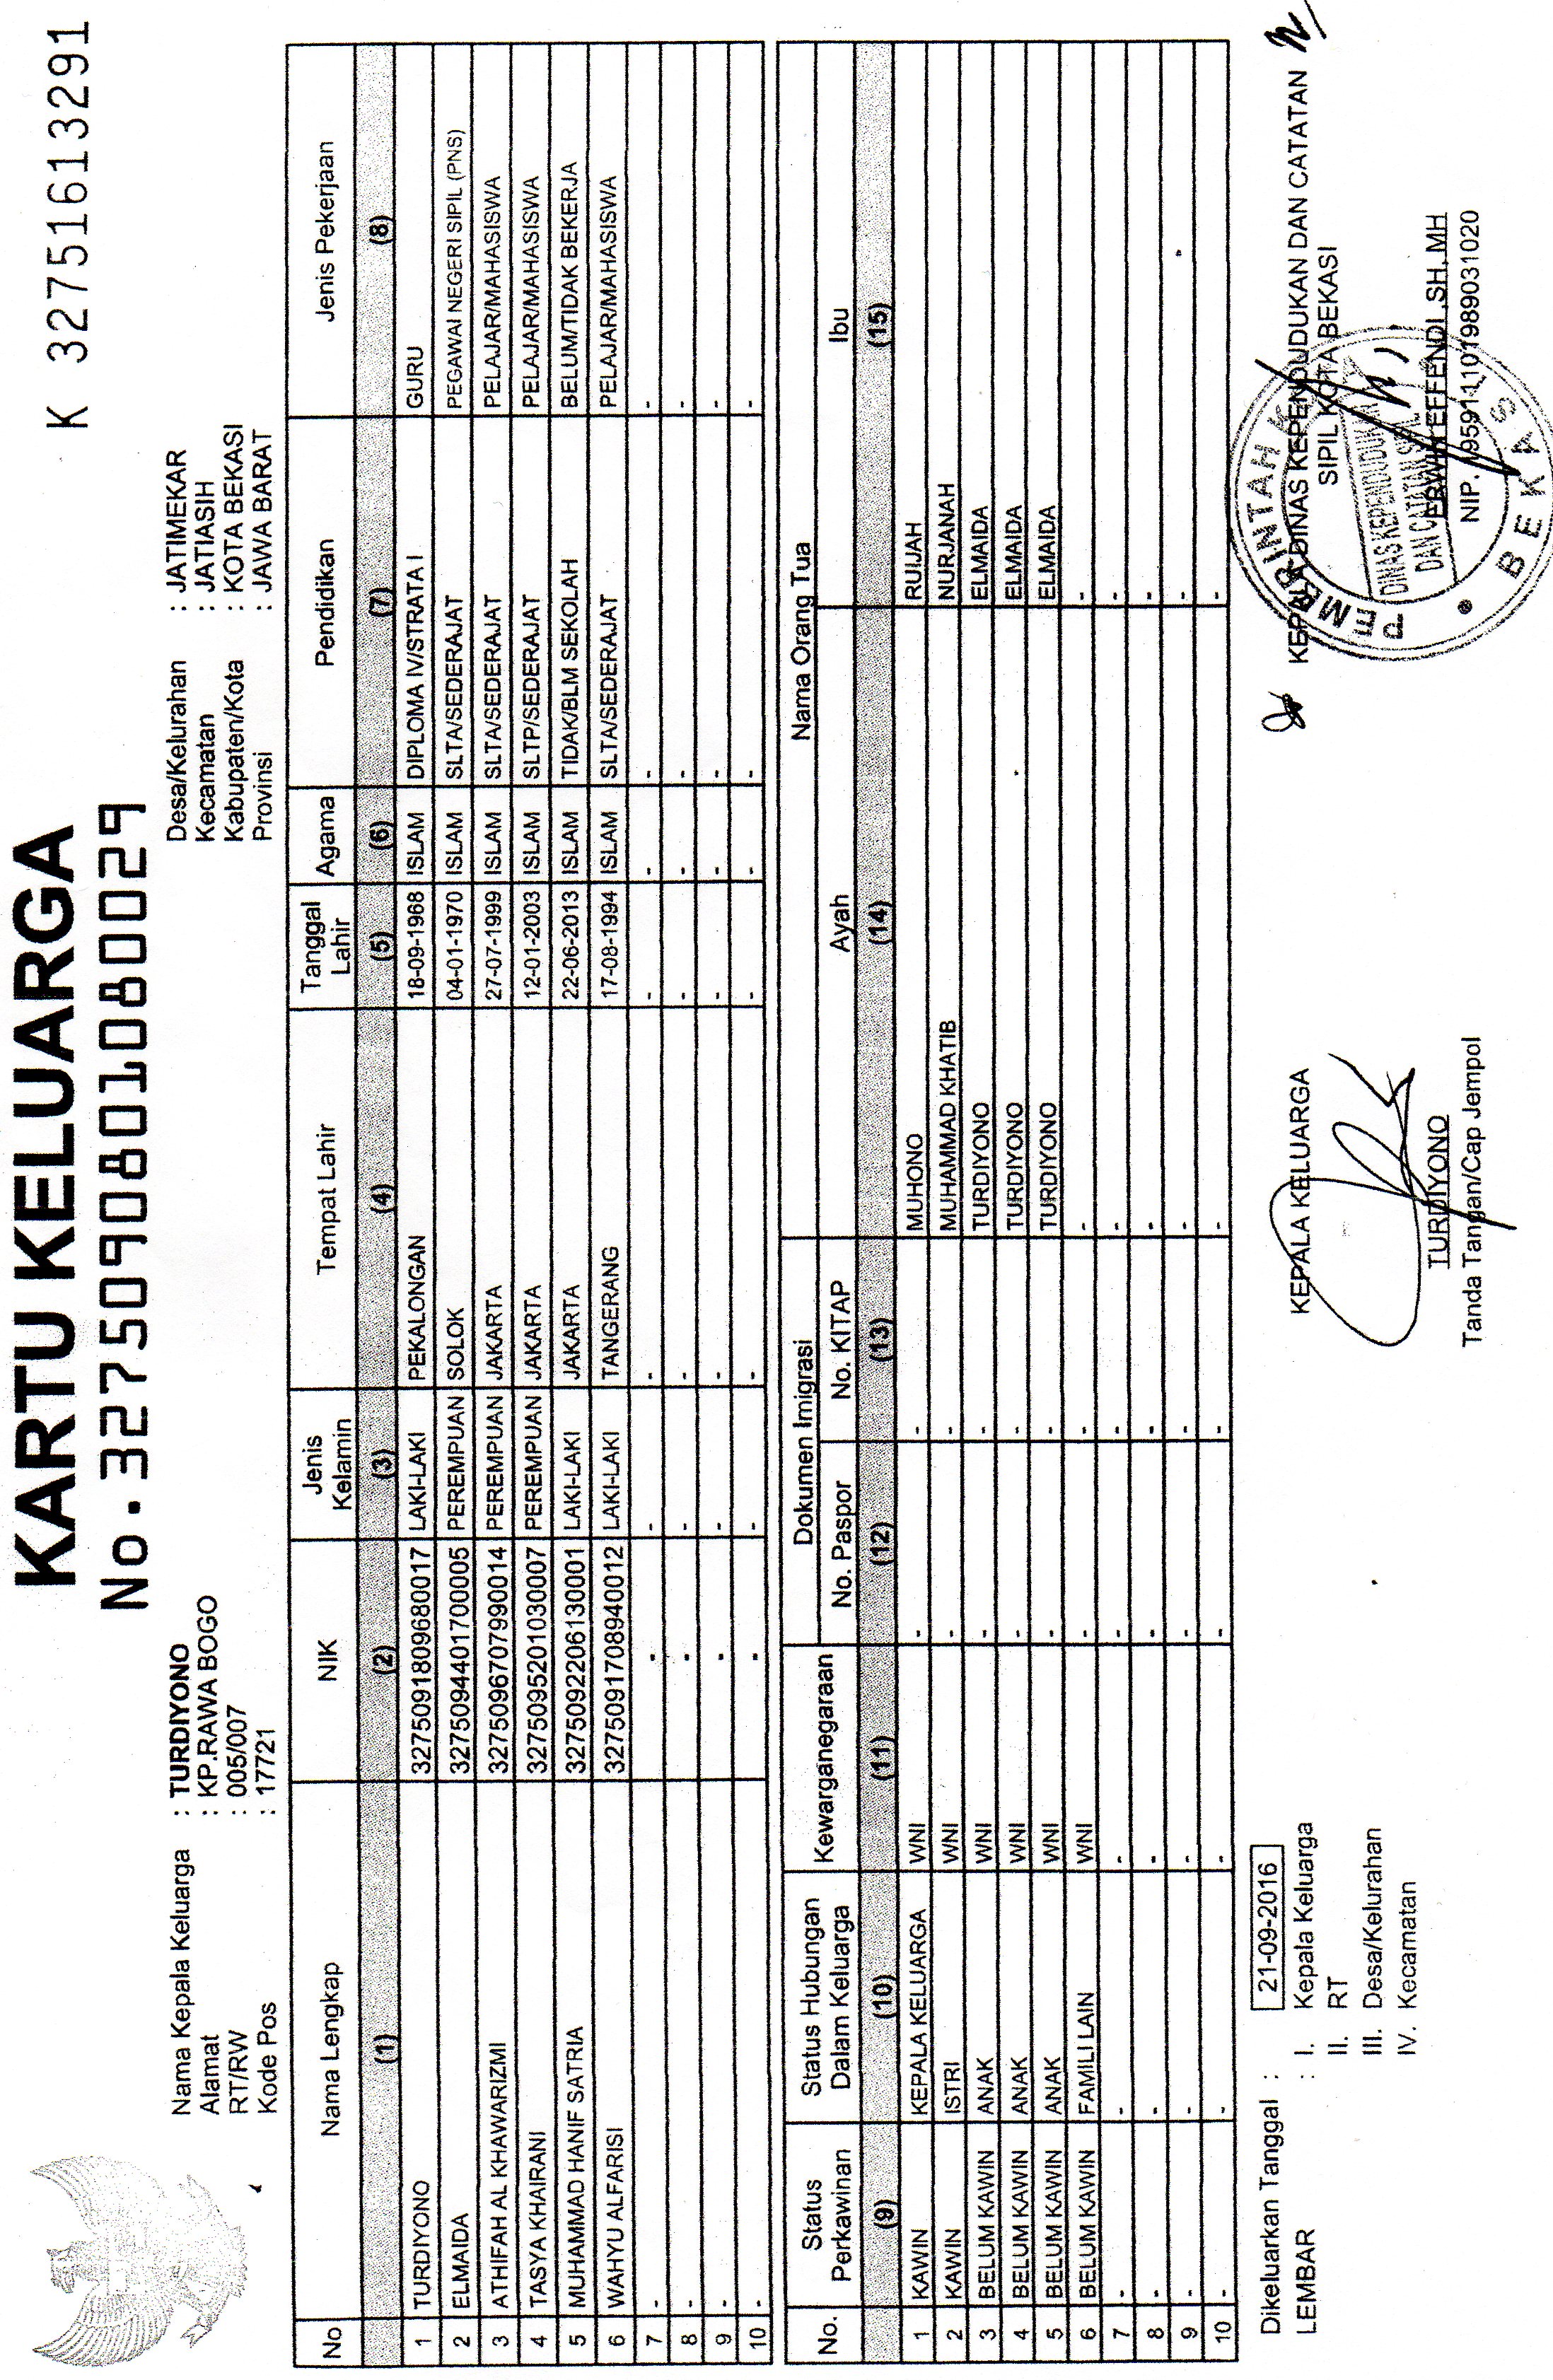 K 3275161613291
KARTU KELUARGA
No. 3275090801080029
Nama Kepala Keluarga : TURDIYONO
Alamat : KP.RAWA BOGO
RT/RW : 005/007
Kode Pos : 17721
Desa/Kelurahan : JATIMEKAR
Kecamatan : JATIASIH
Kabupaten/Kota : KOTA BEKASI
Provinsi : JAWA BARAT
No Nama Lengkap NIK Jenis Kelamin Tempat Lahir Tanggal Lahir Agama Pendidikan Jenis Pekerjaan
(1) (2) (3) (4) (5) (6) (7) (8)
1 TURDIYONO 3275091809680017 LAKI-LAKI PEKALONGAN 18-09-1968 ISLAM DIPLOMA IV/STRATA I GURU
2 ELMAIDA 3275094401700005 PEREMPUAN SOLOK 04-01-1970 ISLAM SLTA/SEDERAJAT PEGAWAI NEGERI SIPIL (PNS)
3 ATHIFAH AL KHAWARIZMI 3275096707990014 PEREMPUAN JAKARTA 27-07-1999 ISLAM SLTA/SEDERAJAT PELAJAR/MAHASISWA
4 TASYA KHAIRANI 3275095201030007 PEREMPUAN JAKARTA 12-01-2003 ISLAM SLTP/SEDERAJAT PELAJAR/MAHASISWA
5 MUHAMMAD HANIF SATRIA 3275092206130001 LAKI-LAKI JAKARTA 22-06-2013 ISLAM TIDAK/BLM SEKOLAH BELUM/TIDAK BEKERJA
6 WAHYU ALFARISI 3275091708940012 LAKI-LAKI TANGERANG 17-08-1994 ISLAM SLTA/SEDERAJAT PELAJAR/MAHASISWA
7 - - - - - - - -
8 - - - - - - - -
9 - - - - - - - -
10 - - - - - - - -
No. Status Perkawinan Status Hubungan Dalam Keluarga Kewarganegaraan Dokumen Imigrasi Nama Orang Tua
No. Paspor No. KITAP Ayah Ibu
(9) (10) (11) (12) (13) (14) (15)
1 KAWIN KEPALA KELUARGA WNI - - MUHONO RUIJAH
2 KAWIN ISTRI WNI - - MUHAMMAD KHATIB NURJANAH
3 BELUM KAWIN ANAK WNI - - TURDIYONO ELMAIDA
4 BELUM KAWIN ANAK WNI - - TURDIYONO ELMAIDA
5 BELUM KAWIN ANAK WNI - - TURDIYONO ELMAIDA
6 BELUM KAWIN FAMILI LAIN WNI - - - -
7 - - - - - - -
8 - - - - - - -
9 - - - - - - -
10 - - - - - - -
Dikeluarkan Tanggal : 21-09-2016
LEMBAR : I. Kepala Keluarga
II. RT
III. Desa/Kelurahan
IV. Kecamatan
KEPALA KELUARGA
TURDIYONO
Tanda Tangan/Cap Jempol
KEPALA DINAS KEPENDUDUKAN DAN CATATAN
SIPIL KOTA BEKASI
ERWIN EFFENDI ,SH, MH
NIP. 195911101989031020
PEMERINTAH KOTA
DINAS KEPENDUDUKAN
DAN CATATAN SIPIL
BEKASI